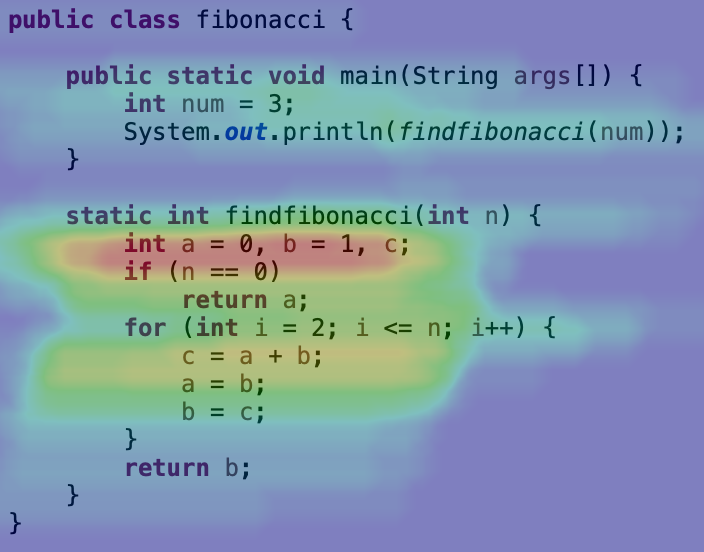 public class fibonacci {
public static void main(String args[]) {
int num = 3;
System.out.println(findfibonacci(num));
}
static int findfibonacci(int n) {
int a = 0, b = 1, c;
if (n == 0)
return a;
for (int i = 2; i <= n; i++) {
c = a + b;
a = b;
b = c;
}
return b;
}
}